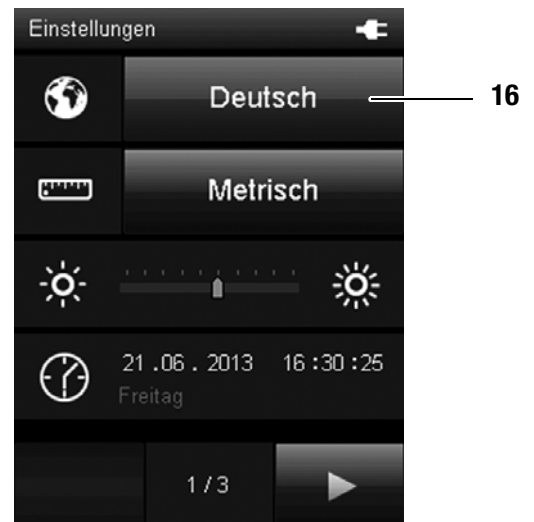 Einstellungen
Deutsch
16
Metrisch
21 .06 . 2013 16 :30 :25
Freitag
1 / 3